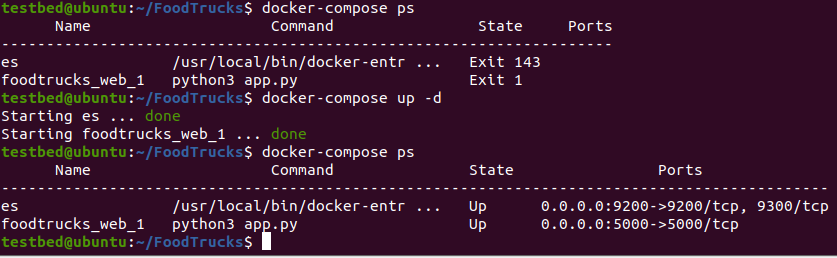 testbed@ubuntu:~/FoodTrucks$ docker-compose ps
Name Command State Ports
----------------------------------------------------------------------
es /usr/local/bin/docker-entr ... Exit 143
foodtrucks_web_1 python3 app.py Exit 1
testbed@ubuntu:~/FoodTrucks$ docker-compose up -d
Starting es ... done
Starting foodtrucks_web_1 ... done
testbed@ubuntu:~/FoodTrucks$ docker-compose ps
Name Command State Ports
-----------------------------------------------------------------------------------------------
es /usr/local/bin/docker-entr ... Up 0.0.0.0:9200->9200/tcp, 9300/tcp
foodtrucks_web_1 python3 app.py Up 0.0.0.0:5000->5000/tcp
testbed@ubuntu:~/FoodTrucks$